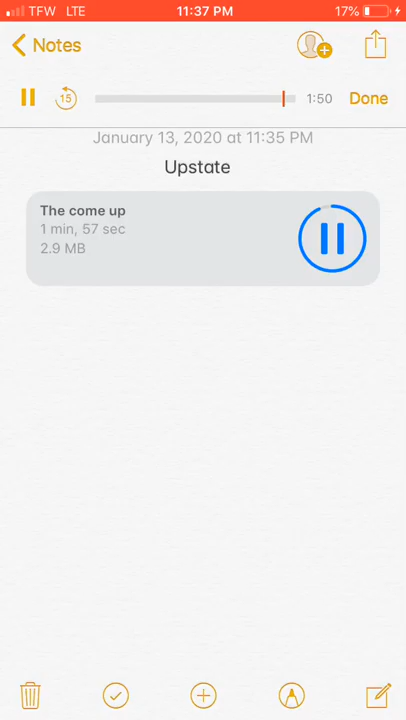 TFW LTE 11:37 PM 17%
Notes
15 1:50 Done
January 13, 2020 at 11:35 PM
Upstate
The come up
1 min, 57 sec
2.9 MB